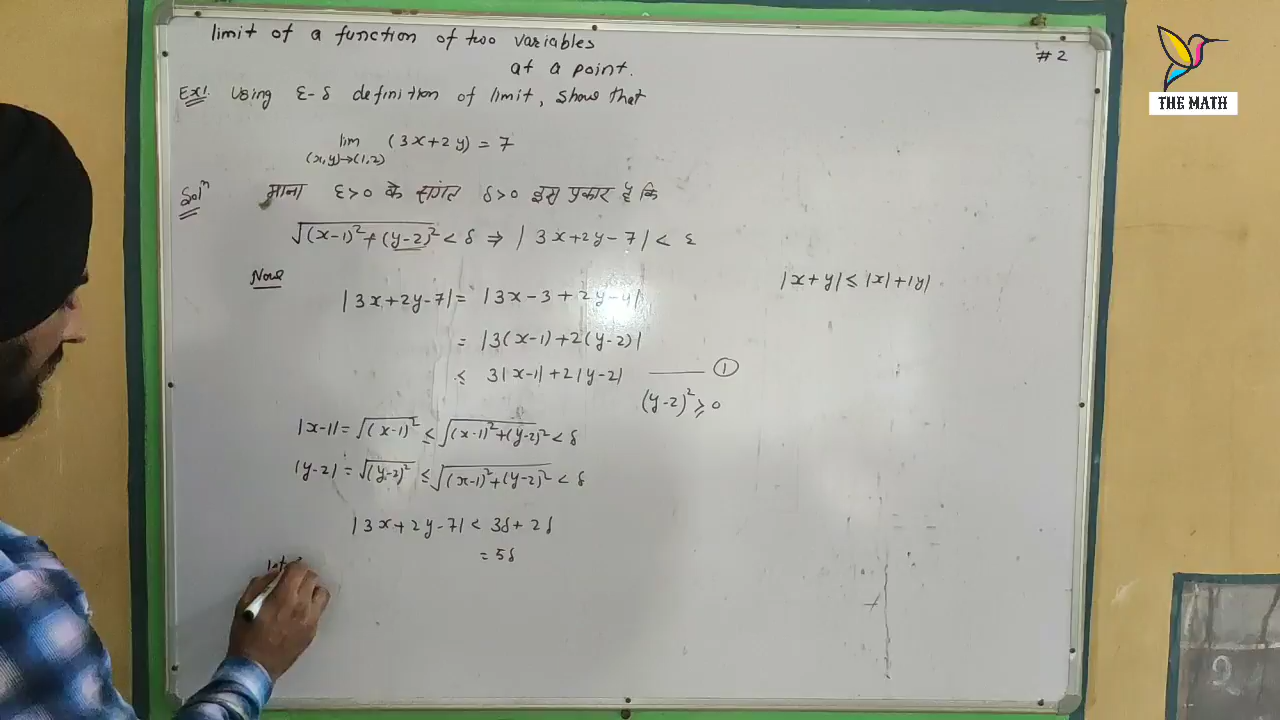 limit of a function of two variables
at a point.
#2
THE MATH
Ex1. Using ε-δ definition of limit, show that
lim (3x+2y) = 7
(x,y)→(1,2)
Solⁿ माना ε>0 के संगत δ>0 इस प्रकार है कि
√(x-1)²+(y-2)² < δ ⇒ |3x+2y-7| < ε
Now
|x+y| ≤ |x|+|y|
|3x+2y-7| = |3x-3+2y-4|
= |3(x-1)+2(y-2)|
≤ 3|x-1|+2|y-2| ——— ①
(y-2)² ≥ 0
|x-1| = √(x-1)² ≤ √(x-1)²+(y-2)² < δ
|y-2| = √(y-2)² ≤ √(x-1)²+(y-2)² < δ
|3x+2y-7| < 3δ+2δ
= 5δ
let